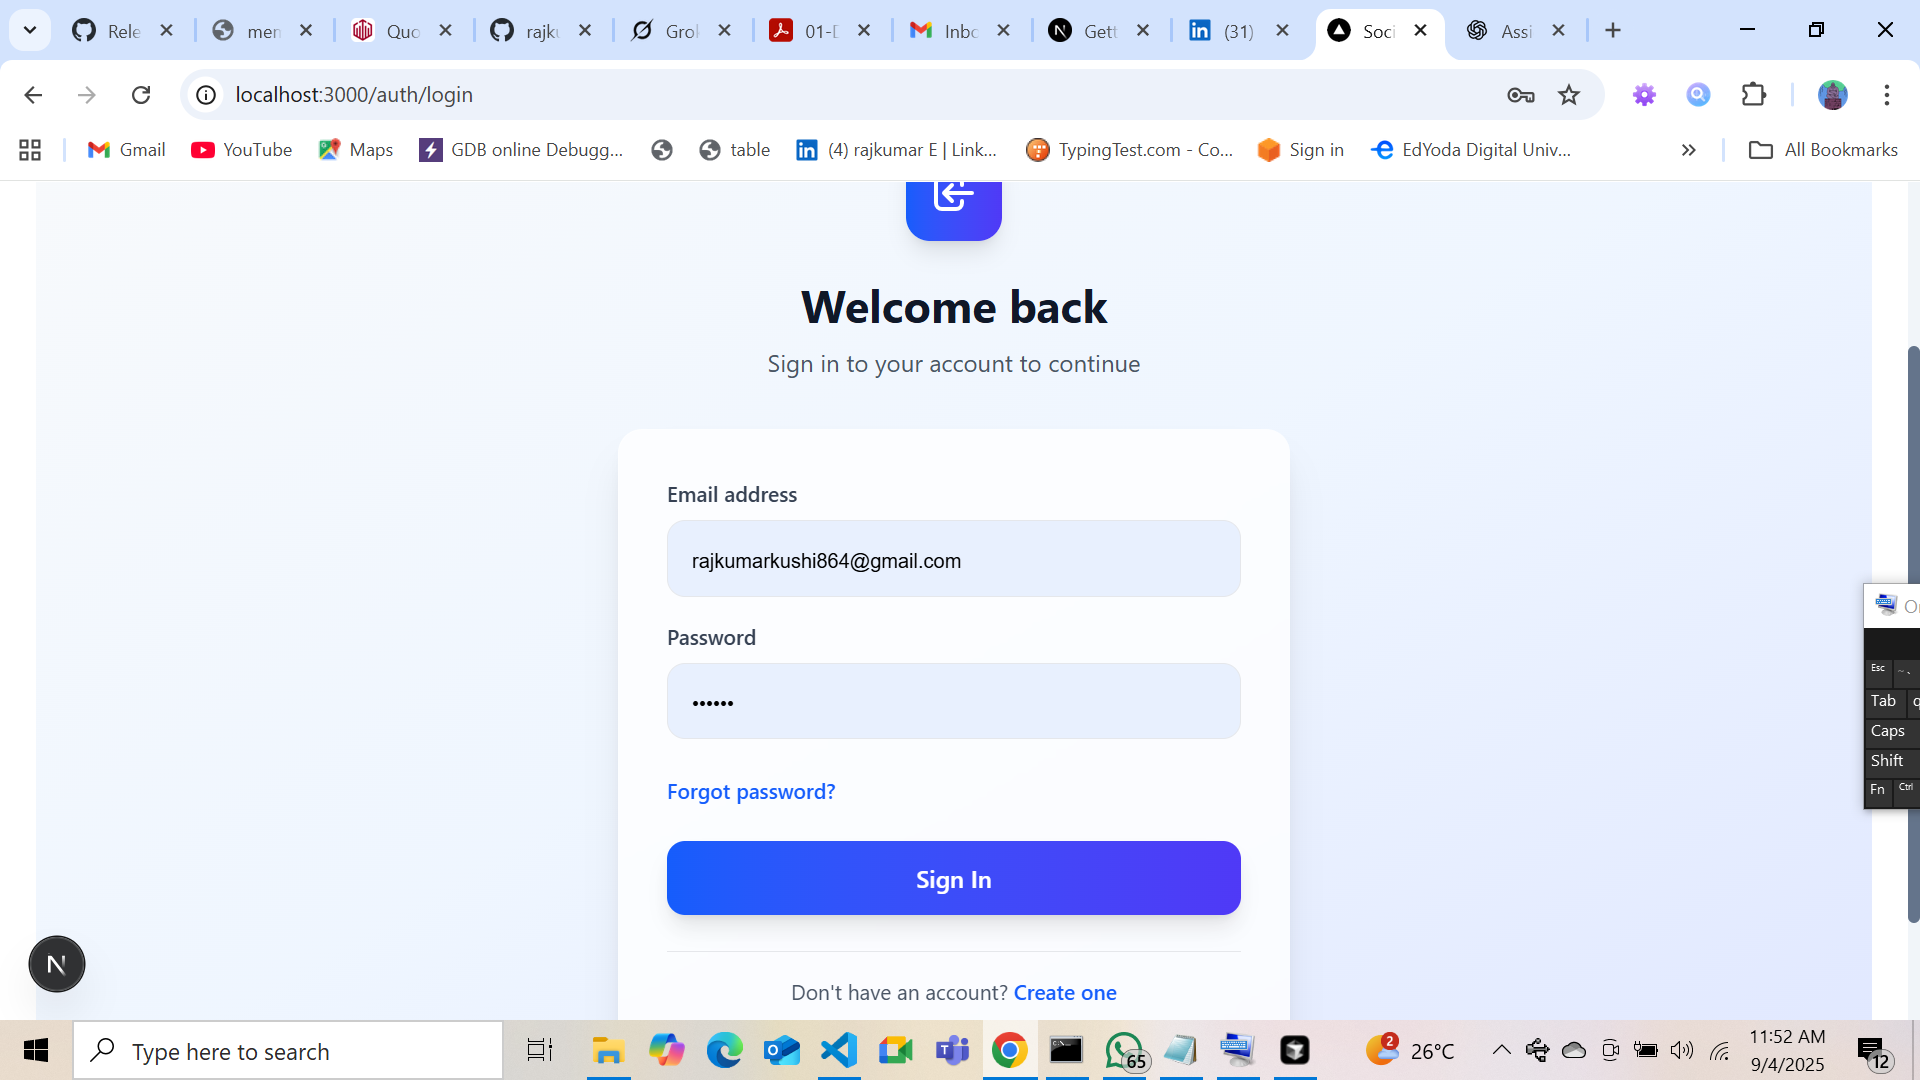 Rele
men
Quo
rajku
Grok
01-D
Inbo
Gett
(31)
Soci
Assi
localhost:3000/auth/login
Gmail
YouTube
Maps
GDB online Debugg...
table
(4) rajkumar E | Link...
TypingTest.com - Co...
Sign in
EdYoda Digital Univ...
All Bookmarks
Welcome back
Sign in to your account to continue
Email address
rajkumarkushi864@gmail.com
Password
••••••
Forgot password?
Sign In
Don't have an account? Create one
N
Esc
~ `
Tab
q
Caps
Shift
Fn
Ctrl
Type here to search
65
2
26°C
11:52 AM
9/4/2025
12